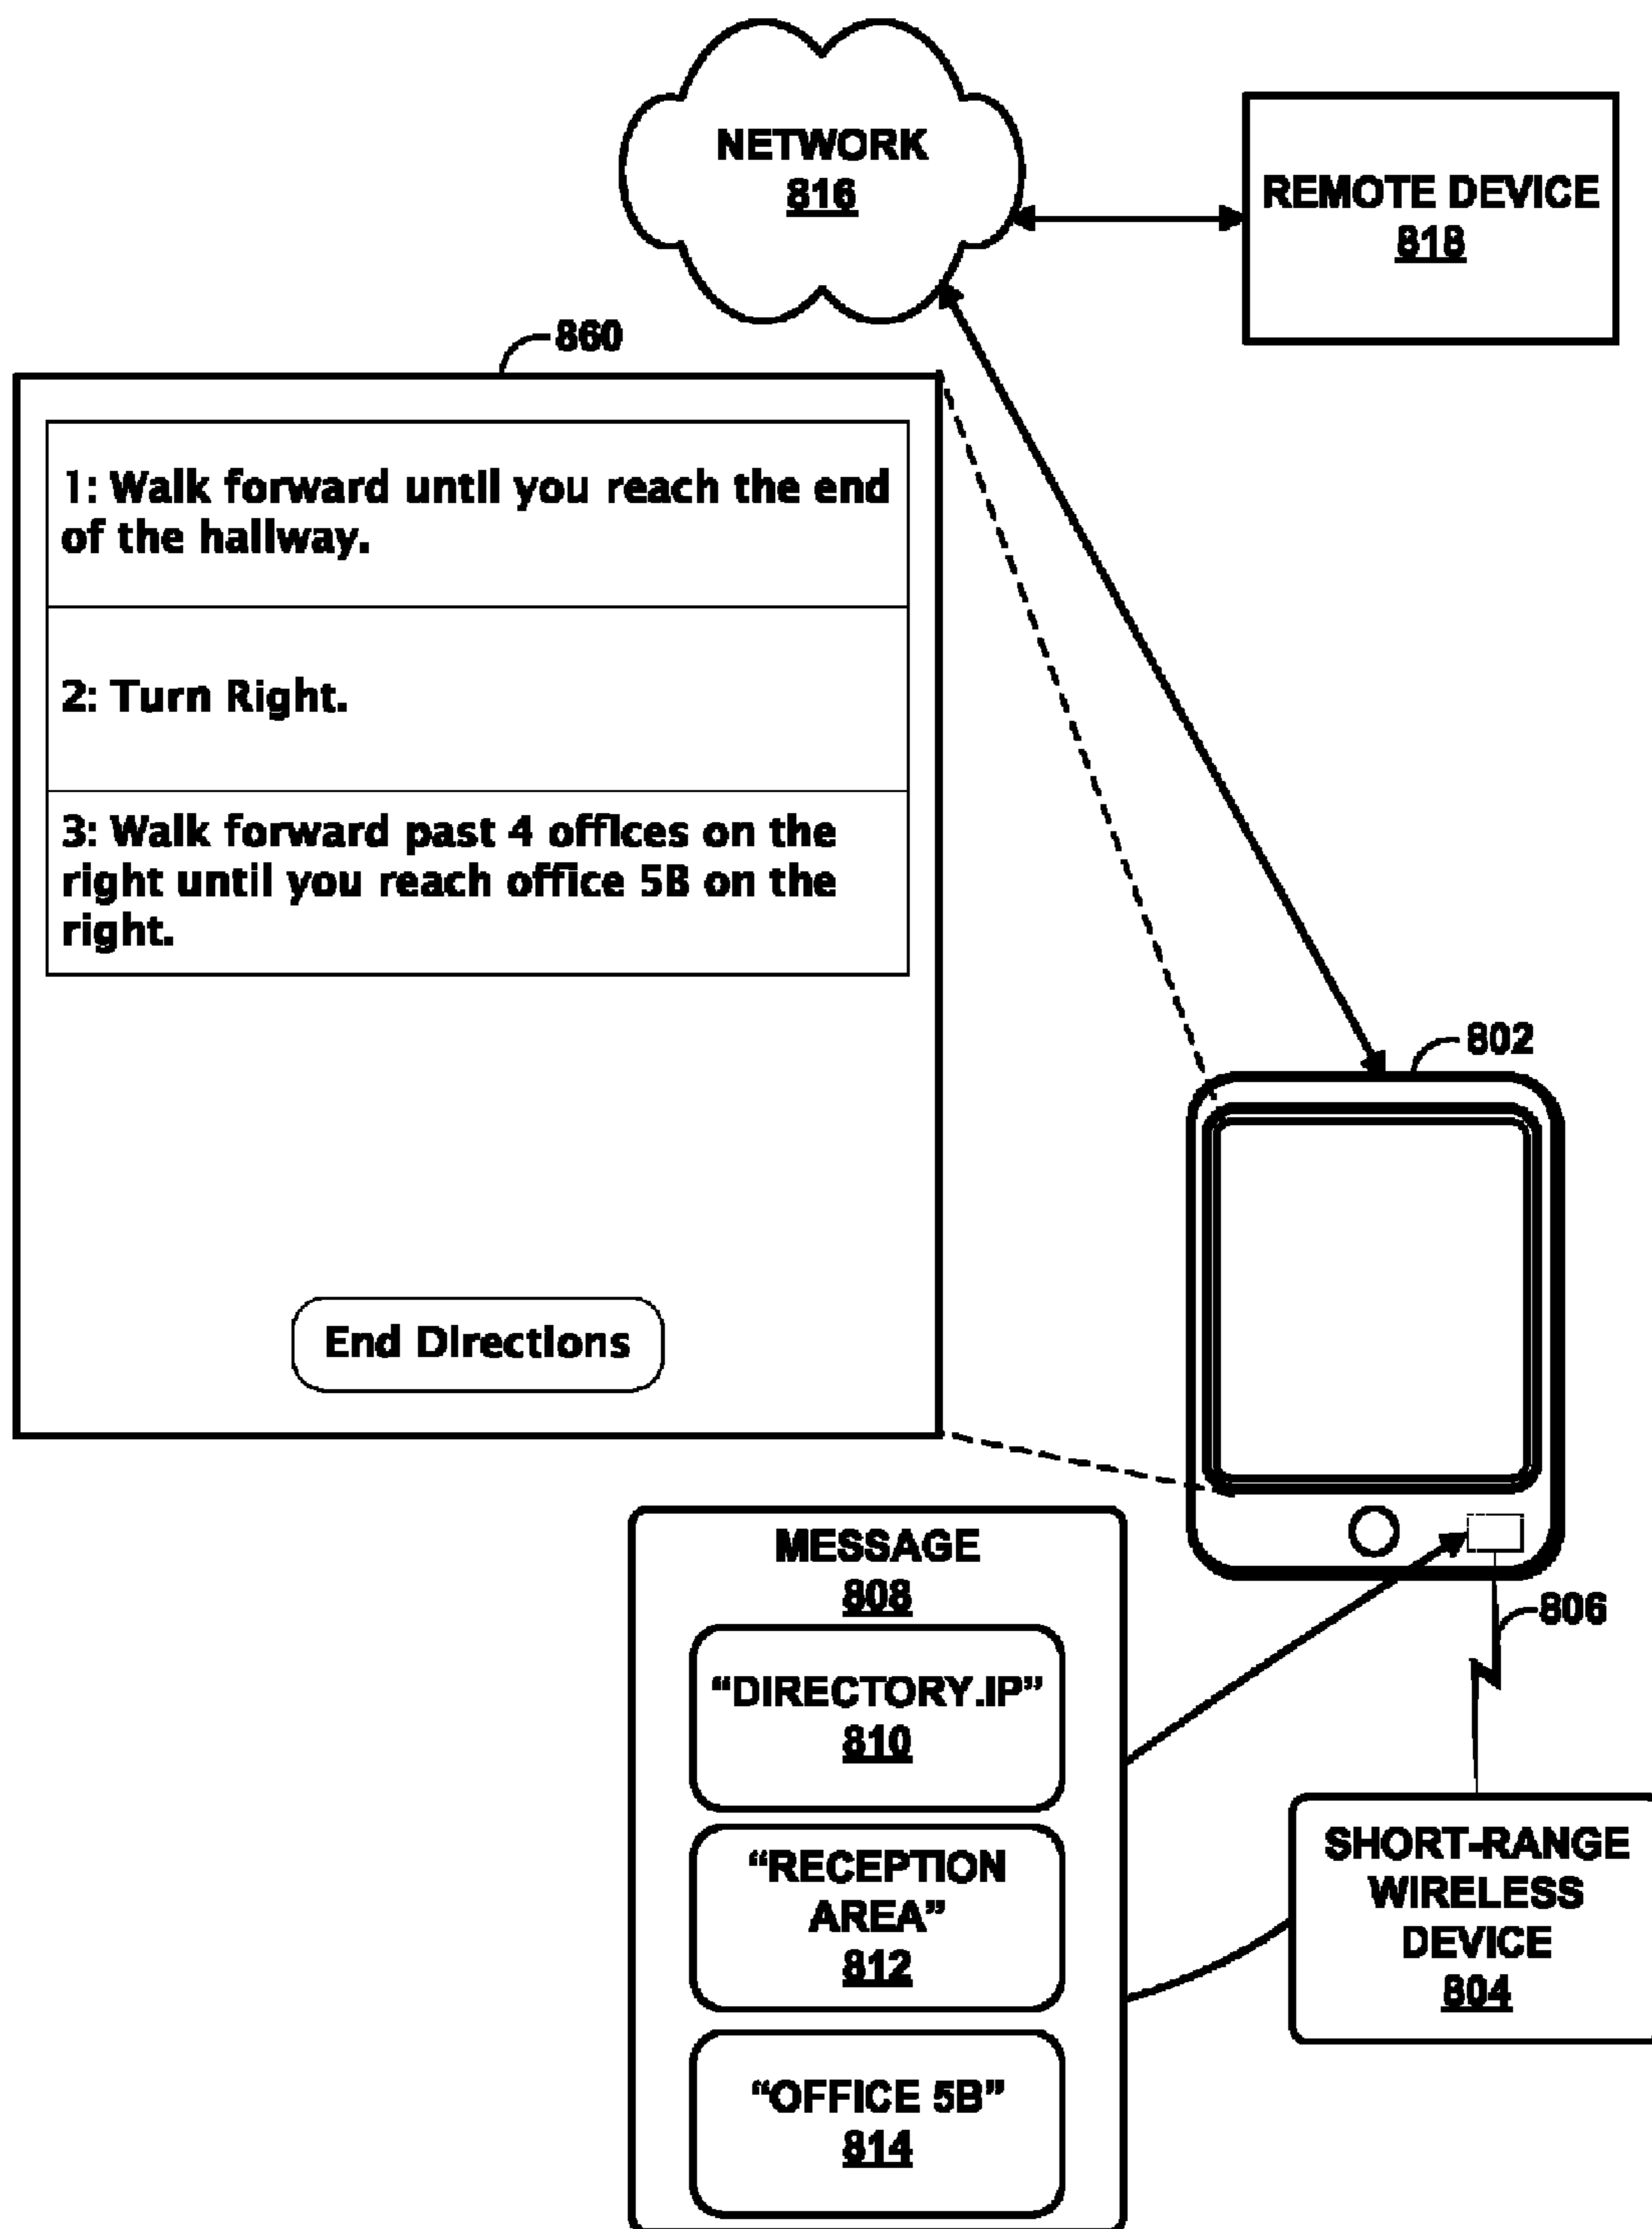 NETWORK
816
REMOTE DEVICE
818
860
1: Walk forward until you reach the end
of the hallway.
2: Turn Right.
3: Walk forward past 4 offices on the
right until you reach office 5B on the
right.
End Directions
802
MESSAGE
808
806
“DIRECTORY.IP”
810
“RECEPTION
AREA”
812
“OFFICE 5B”
814
SHORT-RANGE
WIRELESS
DEVICE
804